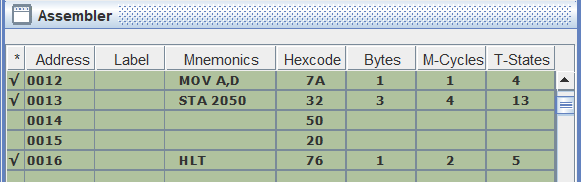 Assembler
* Address Label Mnemonics Hexcode Bytes M-Cycles T-States
√ 0012 MOV A,D 7A 1 1 4
√ 0013 STA 2050 32 3 4 13
0014 50
0015 20
√ 0016 HLT 76 1 2 5